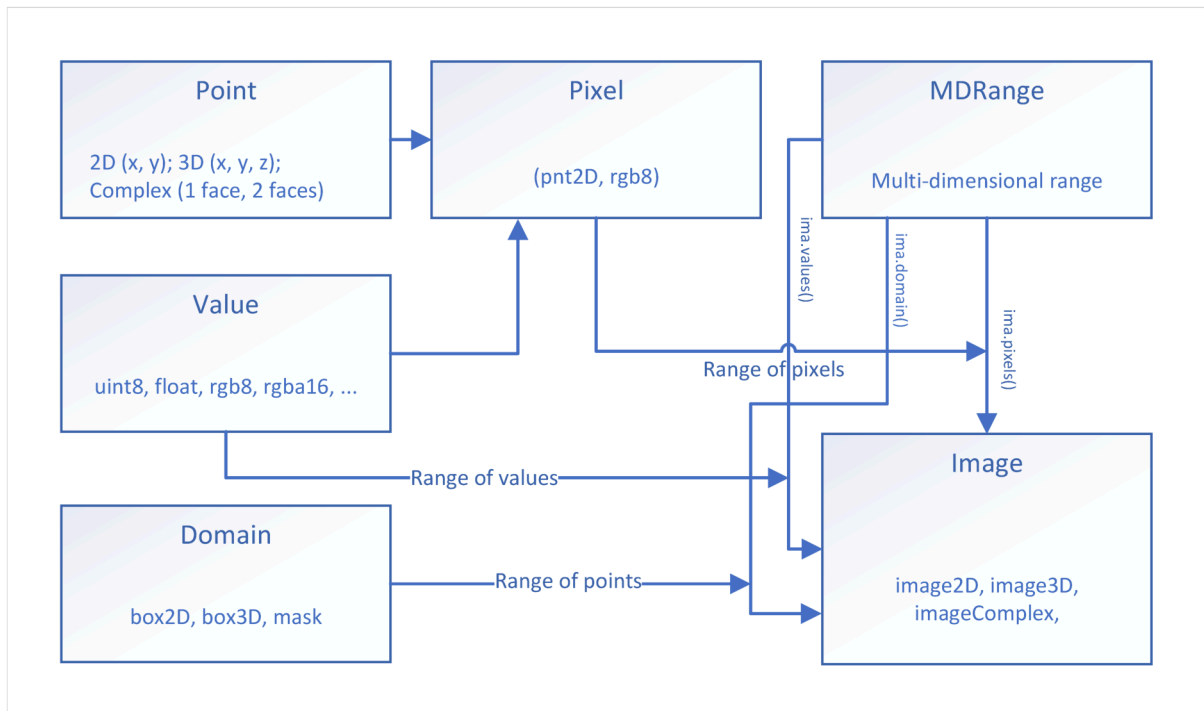 Point
2D (x, y); 3D (x, y, z);
Complex (1 face, 2 faces)
Pixel
(pnt2D, rgb8)
MDRange
Multi-dimensional range
ima.values()
ima.domain()
ima.pixels()
Value
uint8, float, rgb8, rgba16, ...
Range of pixels
Range of values
Domain
box2D, box3D, mask
Range of points
Image
image2D, image3D,
imageComplex,